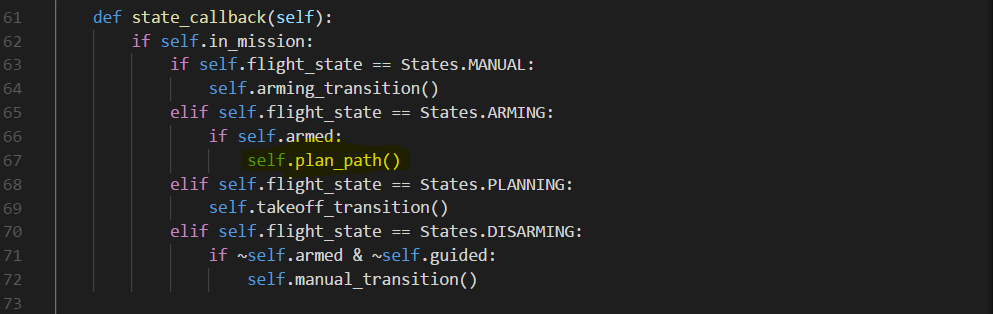 61 def state_callback(self):
62 if self.in_mission:
63 if self.flight_state == States.MANUAL:
64 self.arming_transition()
65 elif self.flight_state == States.ARMING:
66 if self.armed:
67 self.plan_path()
68 elif self.flight_state == States.PLANNING:
69 self.takeoff_transition()
70 elif self.flight_state == States.DISARMING:
71 if ~self.armed & ~self.guided:
72 self.manual_transition()
73